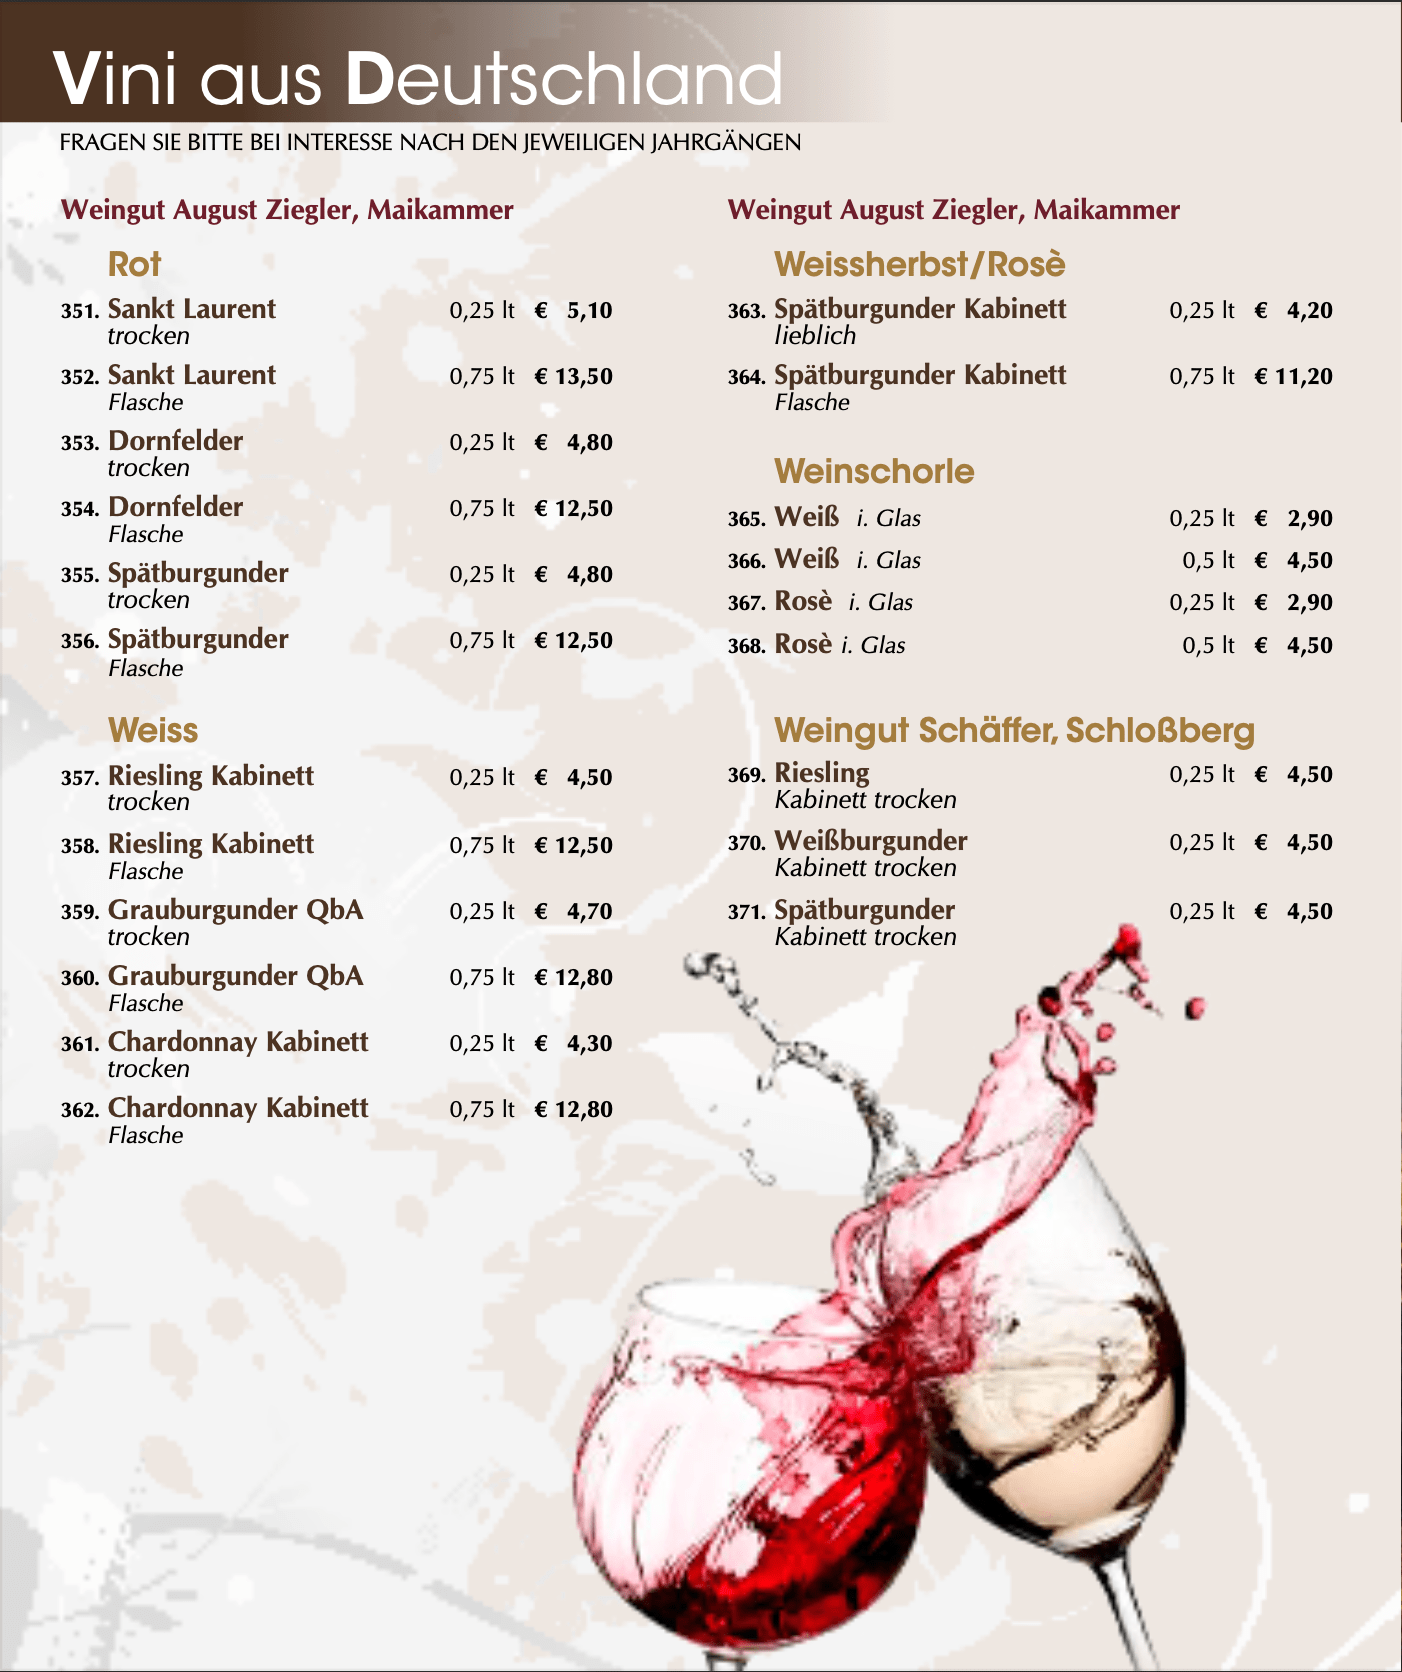 Vini aus Deutschland
FRAGEN SIE BITTE BEI INTERESSE NACH DEN JEWEILIGEN JAHRGÄNGEN
Weingut August Ziegler, Maikammer
Rot
351. Sankt Laurent 0,25 lt € 5,10
trocken
352. Sankt Laurent 0,75 lt € 13,50
Flasche
353. Dornfelder 0,25 lt € 4,80
trocken
354. Dornfelder 0,75 lt € 12,50
Flasche
355. Spätburgunder 0,25 lt € 4,80
trocken
356. Spätburgunder 0,75 lt € 12,50
Flasche
Weiss
357. Riesling Kabinett 0,25 lt € 4,50
trocken
358. Riesling Kabinett 0,75 lt € 12,50
Flasche
359. Grauburgunder QbA 0,25 lt € 4,70
trocken
360. Grauburgunder QbA 0,75 lt € 12,80
Flasche
361. Chardonnay Kabinett 0,25 lt € 4,30
trocken
362. Chardonnay Kabinett 0,75 lt € 12,80
Flasche
Weingut August Ziegler, Maikammer
Weissherbst/Rosè
363. Spätburgunder Kabinett 0,25 lt € 4,20
lieblich
364. Spätburgunder Kabinett 0,75 lt € 11,20
Flasche
Weinschorle
365. Weiß i. Glas 0,25 lt € 2,90
366. Weiß i. Glas 0,5 lt € 4,50
367. Rosè i. Glas 0,25 lt € 2,90
368. Rosè i. Glas 0,5 lt € 4,50
Weingut Schäffer, Schloßberg
369. Riesling 0,25 lt € 4,50
Kabinett trocken
370. Weißburgunder 0,25 lt € 4,50
Kabinett trocken
371. Spätburgunder 0,25 lt € 4,50
Kabinett trocken